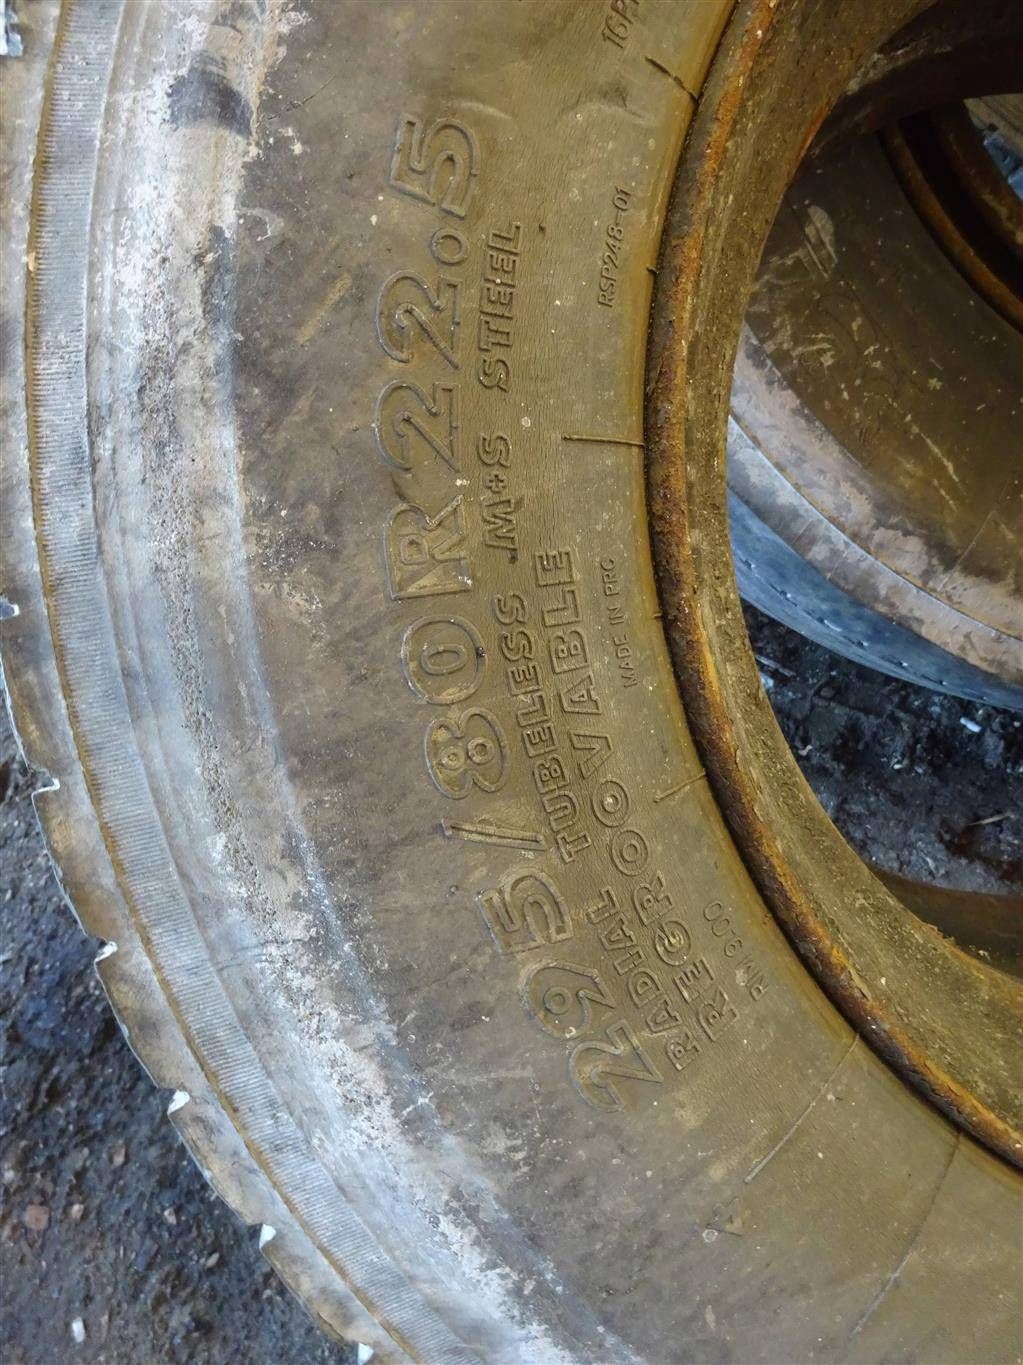 295/80R22.5
RADIAL TUBELESS M+S STEEL
REGROOVABLE
RIM 9.00
MADE IN PRC
RSP248-01